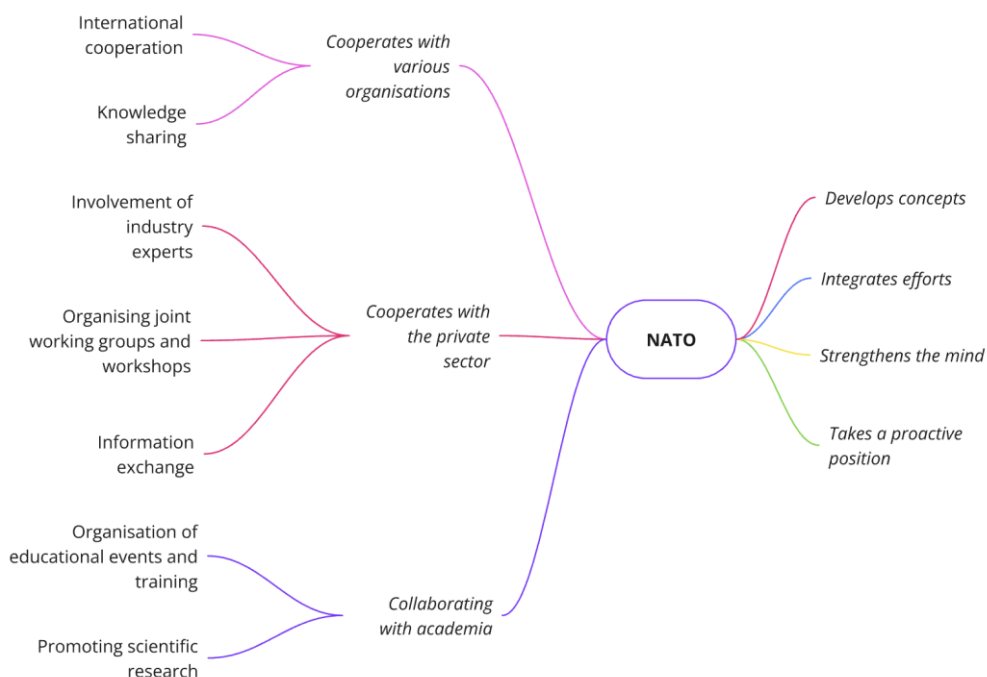 International
cooperation
Knowledge
sharing
Cooperates with
various
organisations
Involvement of
industry
experts
Organising joint
working groups and
workshops
Information
exchange
Cooperates with
the private
sector
Organisation of
educational events and
training
Promoting scientific
research
Collaborating
with academia
NATO
Develops concepts
Integrates efforts
Strengthens the mind
Takes a proactive
position